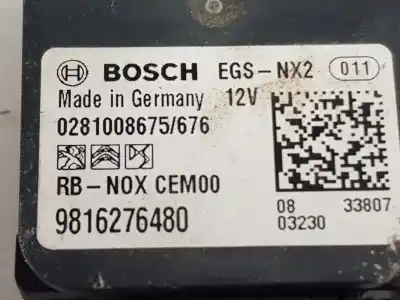 BOSCH EGS-NX2 011
Made in Germany 12V
0281008675/676
RB-NOX CEM00
9816276480
08 33807
03230